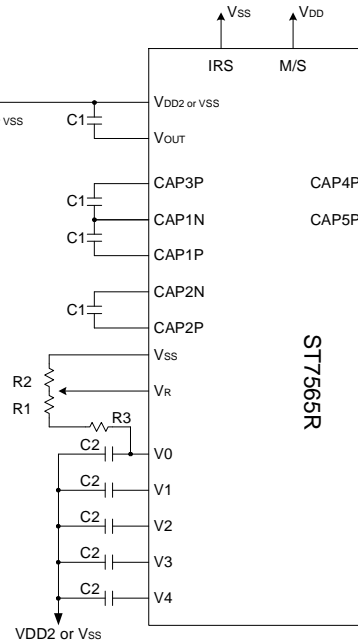 VSS VDD
IRS M/S
VDD2 or VSS
VSS
C1
VOUT
CAP3P CAP4P
C1
CAP1N CAP5P
C1
CAP1P
CAP2N
C1
CAP2P
VSS
R2
VR
R1
R3
C2 V0
C2 V1
C2 V2
C2 V3
C2 V4
VDD2 or VSS
ST7565R